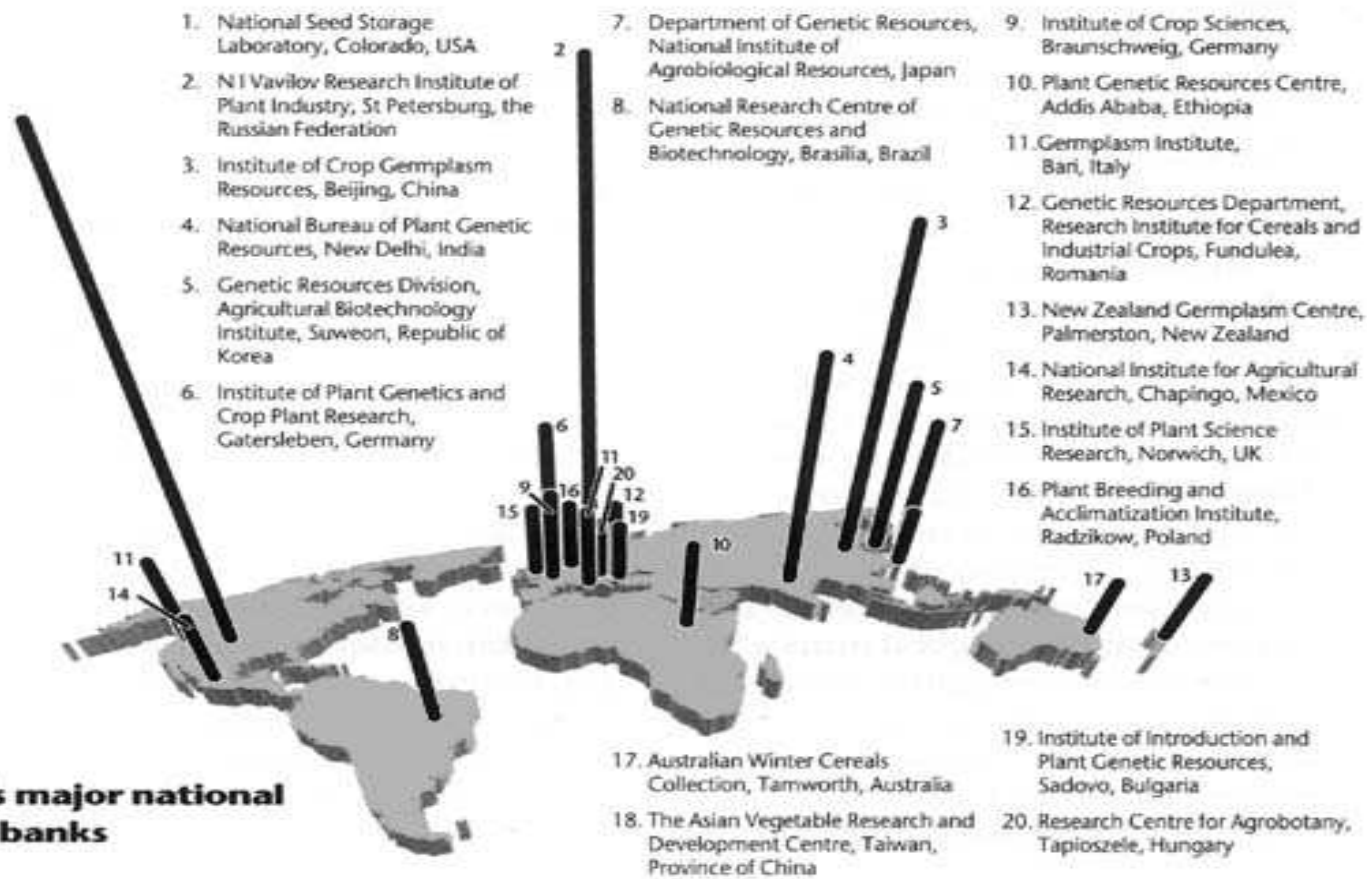 1. National Seed Storage
Laboratory, Colorado, USA
2. N I Vavilov Research Institute of
Plant Industry, St Petersburg, the
Russian Federation
3. Institute of Crop Germplasm
Resources, Beijing, China
4. National Bureau of Plant Genetic
Resources, New Delhi, India
5. Genetic Resources Division,
Agricultural Biotechnology
Institute, Suweon, Republic of
Korea
6. Institute of Plant Genetics and
Crop Plant Research,
Gatersleben, Germany
7. Department of Genetic Resources,
National Institute of
Agrobiological Resources, Japan
8. National Research Centre of
Genetic Resources and
Biotechnology, Brasilia, Brazil
9. Institute of Crop Sciences,
Braunschweig, Germany
10. Plant Genetic Resources Centre,
Addis Ababa, Ethiopia
11. Germplasm Institute,
Bari, Italy
12. Genetic Resources Department,
Research Institute for Cereals and
Industrial Crops, Fundulea,
Romania
13. New Zealand Germplasm Centre,
Palmerston, New Zealand
14. National Institute for Agricultural
Research, Chapingo, Mexico
15. Institute of Plant Science
Research, Norwich, UK
16. Plant Breeding and
Acclimatization Institute,
Radzikow, Poland
2
3
4
5
6
7
11
20
9
16
12
15
19
10
11
14
8
17
13
17. Australian Winter Cereals
Collection, Tamworth, Australia
18. The Asian Vegetable Research and
Development Centre, Taiwan,
Province of China
19. Institute of Introduction and
Plant Genetic Resources,
Sadovo, Bulgaria
20. Research Centre for Agrobotany,
Tapioszele, Hungary
s major national
banks